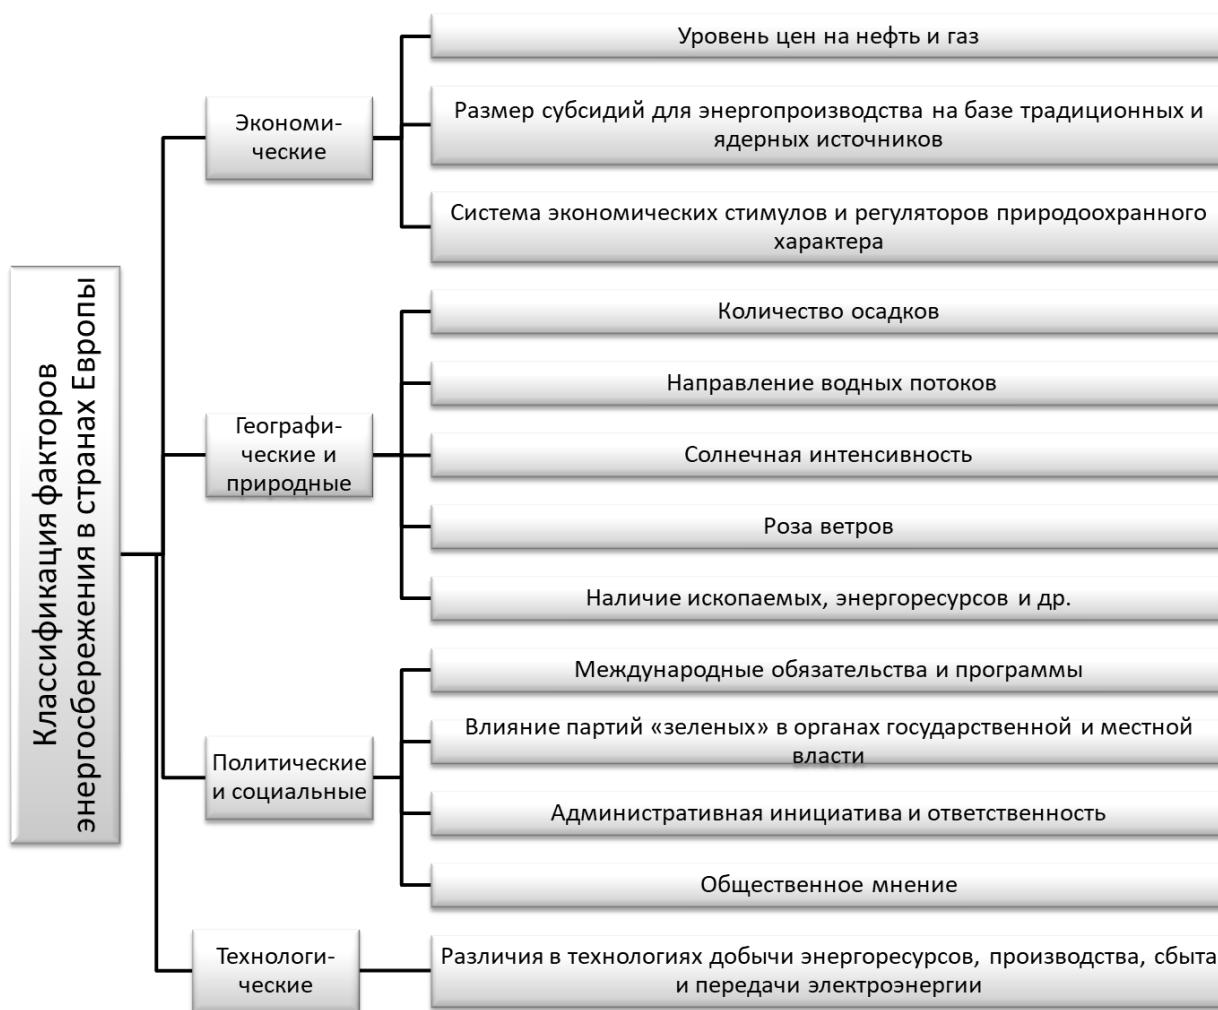 Классификация факторов
энергосбережения в странах Европы
Экономи-
ческие
Уровень цен на нефть и газ
Размер субсидий для энергопроизводства на базе традиционных и
ядерных источников
Система экономических стимулов и регуляторов природоохранного
характера
Географи-
ческие и
природные
Количество осадков
Направление водных потоков
Солнечная интенсивность
Роза ветров
Наличие ископаемых, энергоресурсов и др.
Политические
и социальные
Международные обязательства и программы
Влияние партий «зеленых» в органах государственной и местной
власти
Административная инициатива и ответственность
Общественное мнение
Технологи-
ческие
Различия в технологиях добычи энергоресурсов, производства, сбыта
и передачи электроэнергии